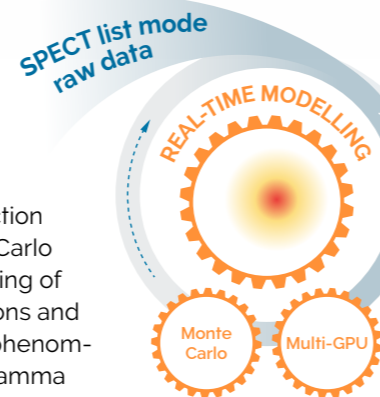 SPECT list mode
raw data
REAL-TIME MODELLING
ction
Carlo
ing of
ons and
phenom-
amma
Monte
Carlo
Multi-GPU